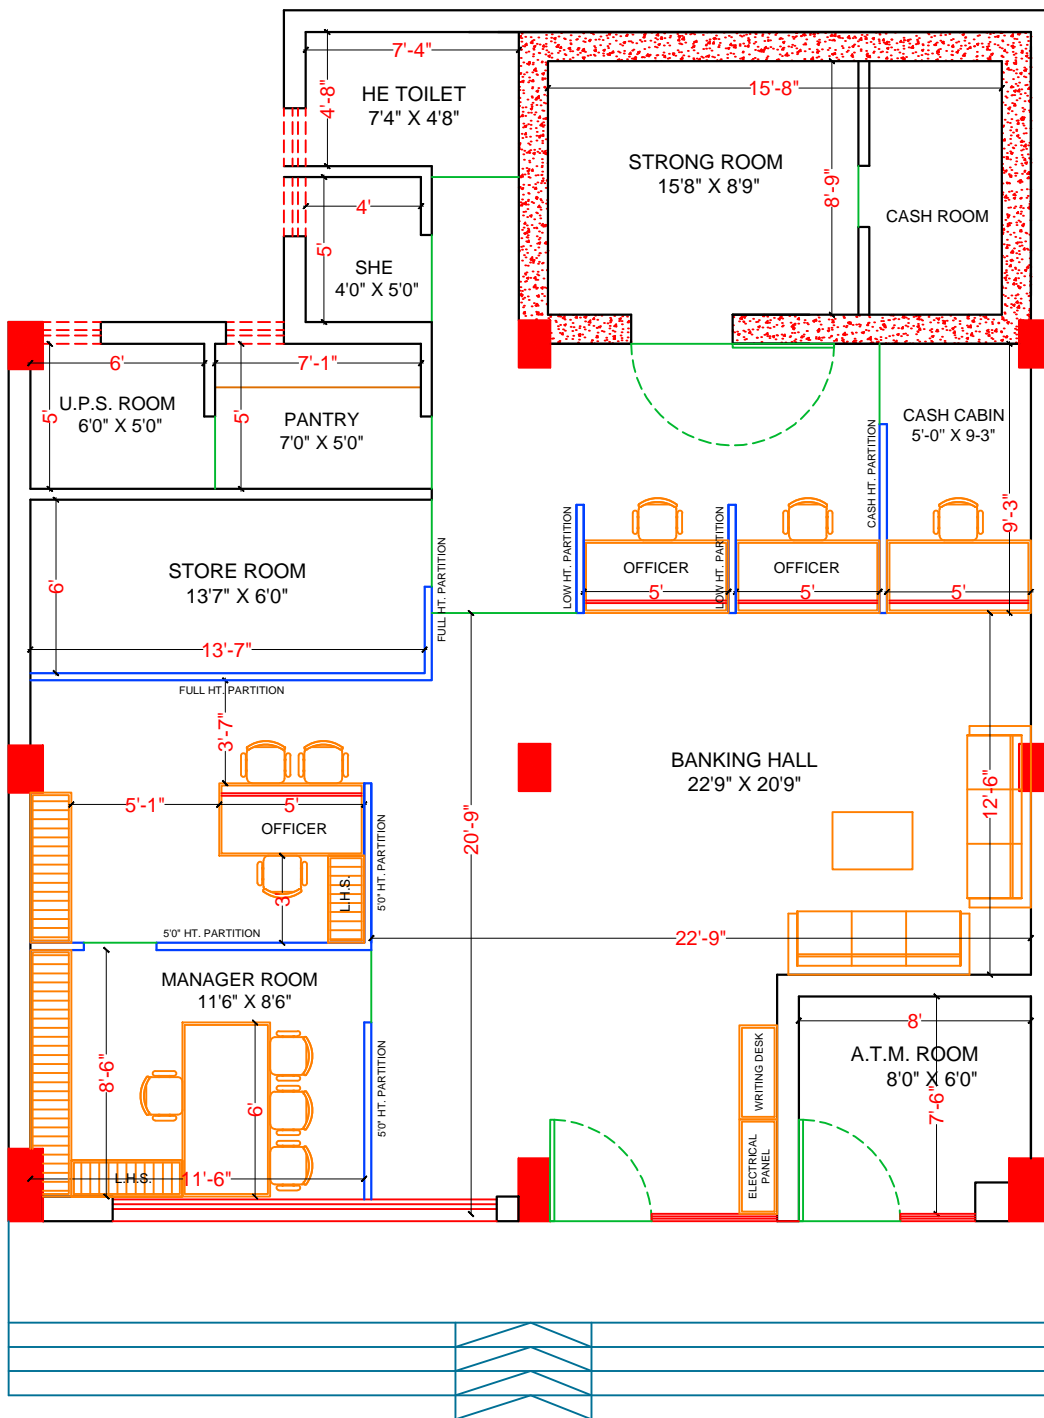 7'-4"
HE TOILET
7'4" X 4'8"
4'-8"
15'-8"
STRONG ROOM
15'8" X 8'9"
8'-9"
CASH ROOM
4'
5'
SHE
4'0" X 5'0"
6'
7'-1"
U.P.S. ROOM
6'0" X 5'0"
5'
5'
PANTRY
7'0" X 5'0"
CASH CABIN
5'-0" X 9-3"
CASH HT. PARTITION
9'-3"
LOW HT. PARTITION
LOW HT. PARTITION
OFFICER
OFFICER
5'
5'
5'
STORE ROOM
13'7" X 6'0"
6'
13'-7"
FULL HT. PARTITION
FULL HT. PARTITION
3'-7"
BANKING HALL
22'9" X 20'9"
12'-6"
20'-9"
5'-1"
5'
OFFICER
5'0" HT. PARTITION
L.H.S.
3'
5'0" HT. PARTITION
22'-9"
MANAGER ROOM
11'6" X 8'6"
8'-6"
6'
5'0" HT. PARTITION
L.H.S.
11'-6"
8'
A.T.M. ROOM
8'0" X 6'0"
7'-6"
WRITING DESK
ELECTRICAL
PANEL